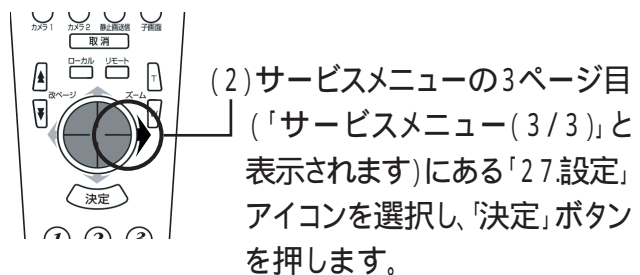 カメラ1 カメラ2 静止画送信 子画面
取消
ローカル リモート
T
改ページ ズーム
決定
1 2 3
(2)サービスメニューの3ページ目
(「サービスメニュー(3/3)」と
表示されます)にある「27.設定」
アイコンを選択し、「決定」ボタン
を押します。